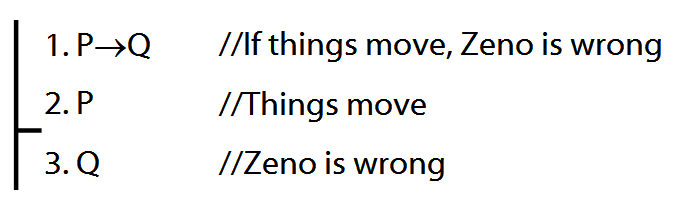 1. P→Q //If things move, Zeno is wrong
2. P //Things move
3. Q //Zeno is wrong